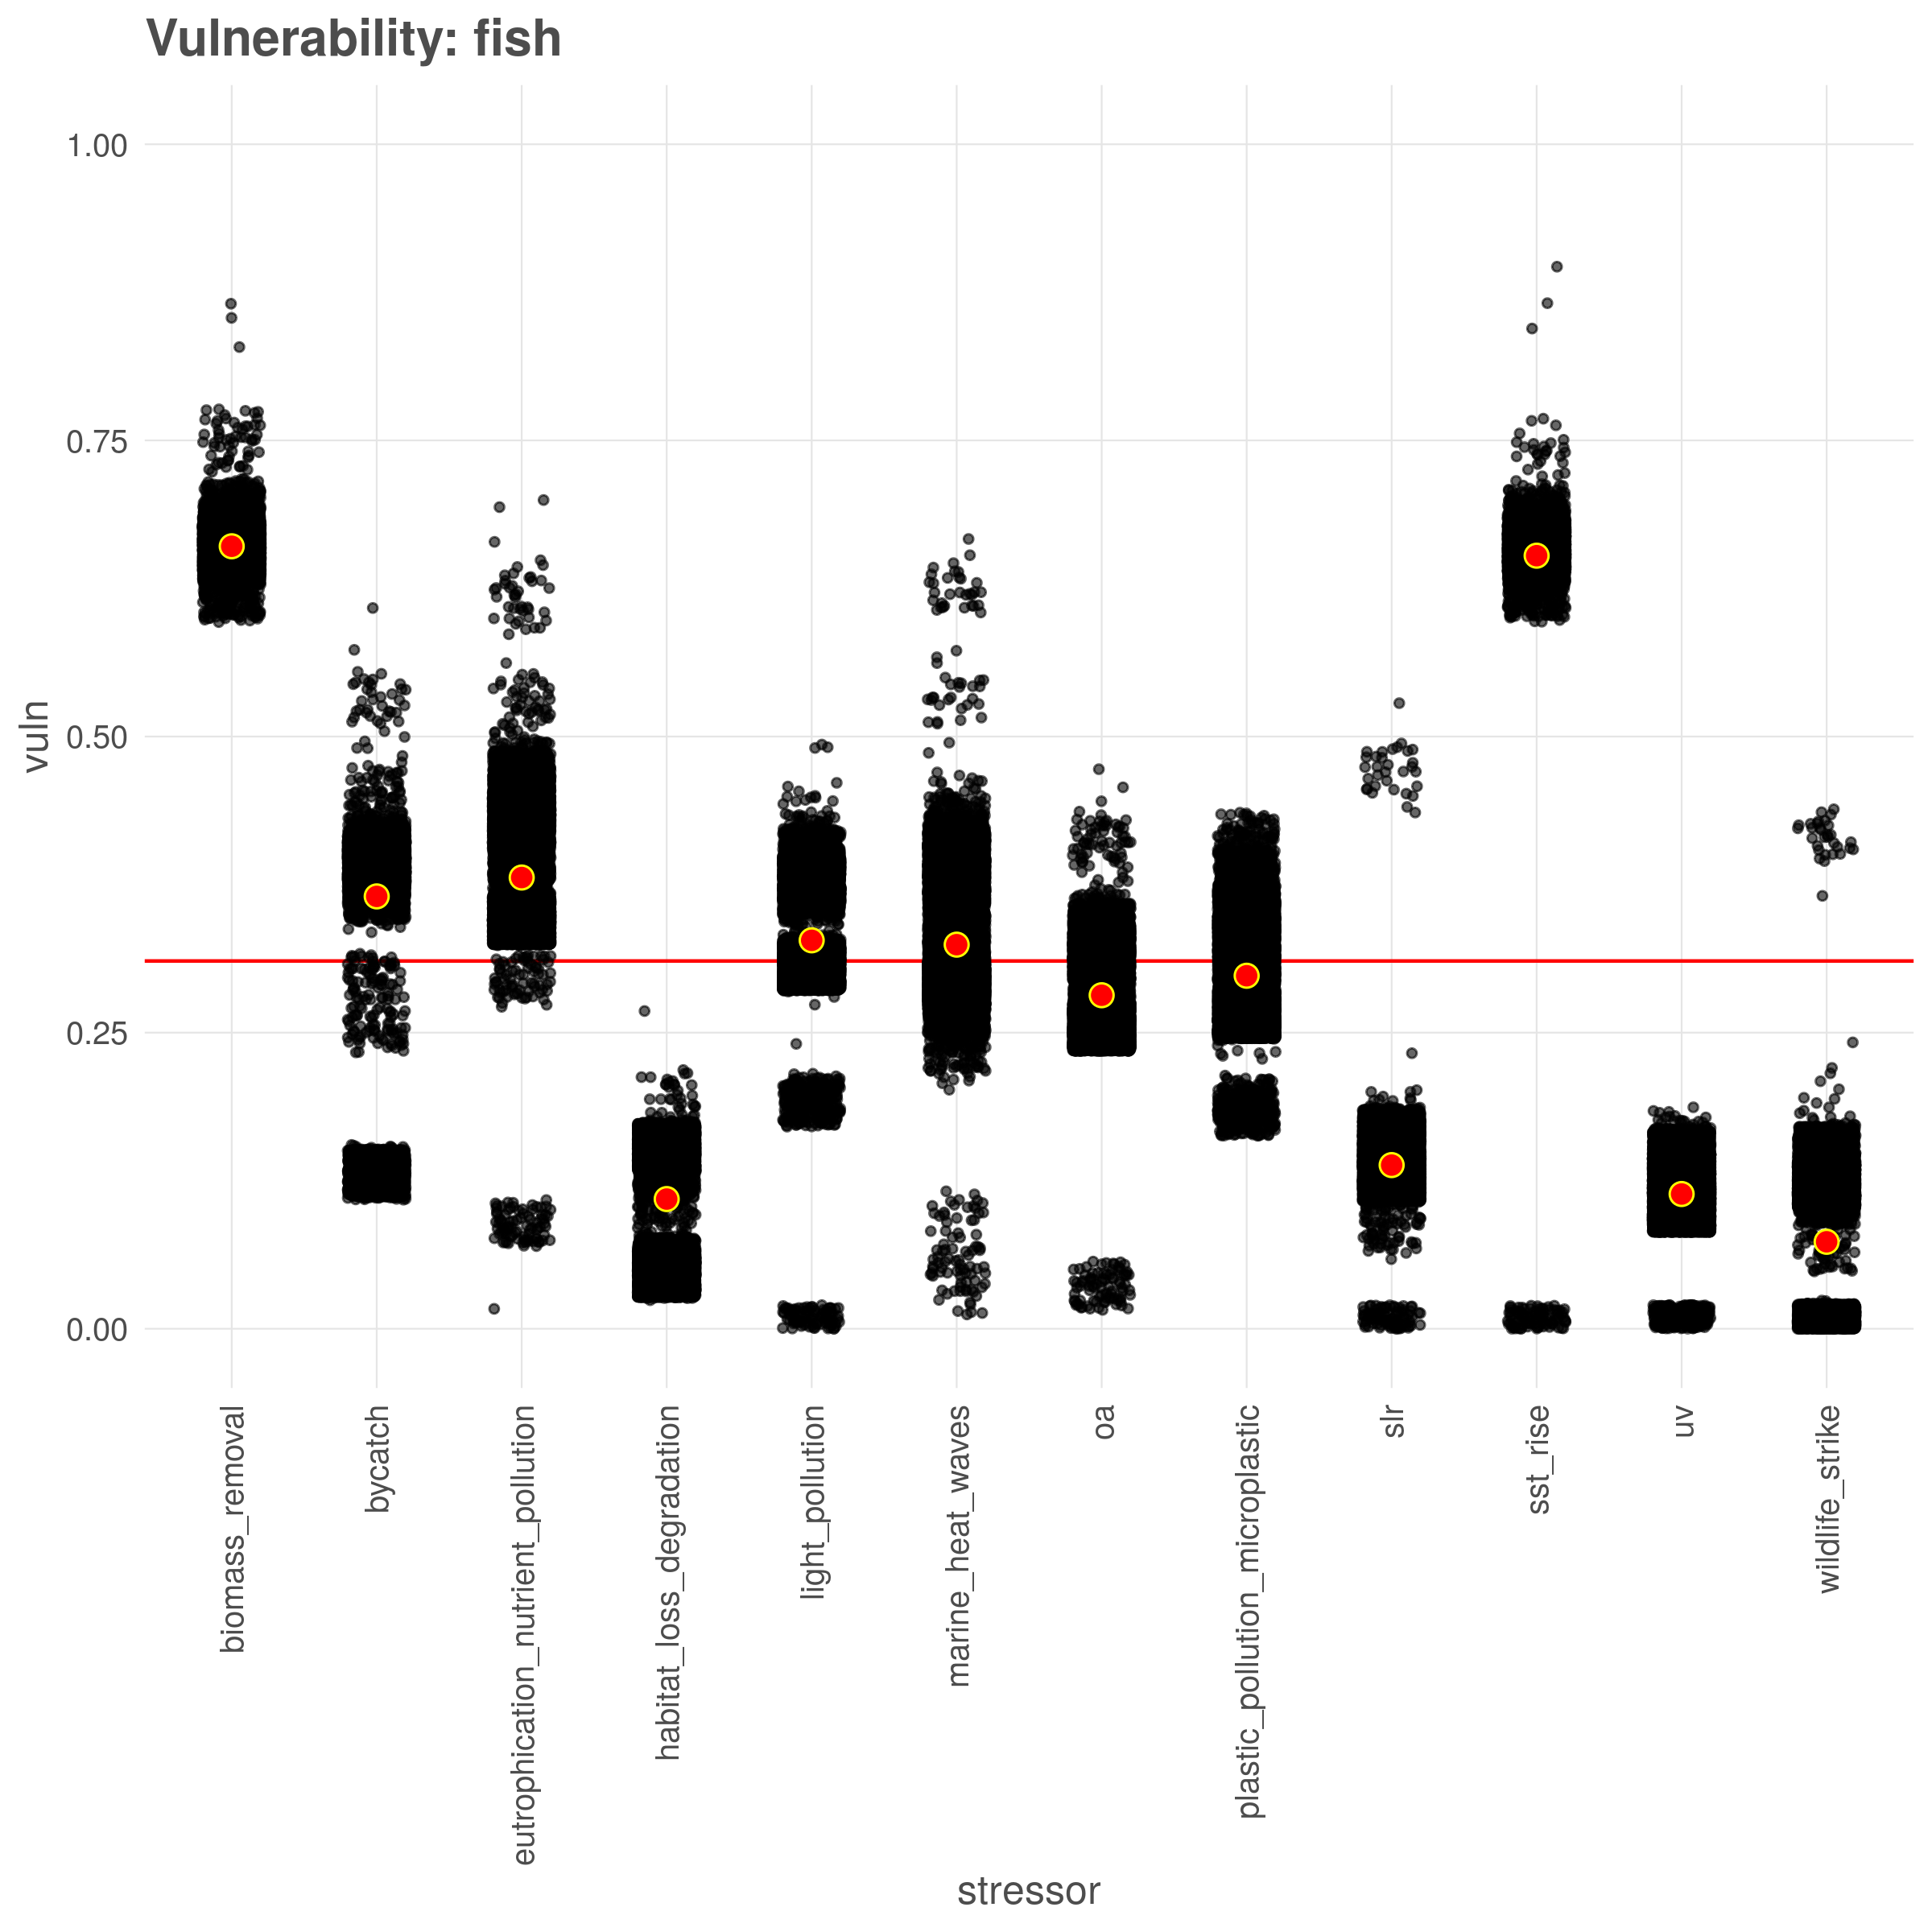 Vulnerability: fish
1.00
0.75
0.50
0.25
0.00
vuln
biomass_removal
bycatch
eutrophication_nutrient_pollution
habitat_loss_degradation
light_pollution
marine_heat_waves
oa
plastic_pollution_microplastic
slr
sst_rise
uv
wildlife_strike
stressor